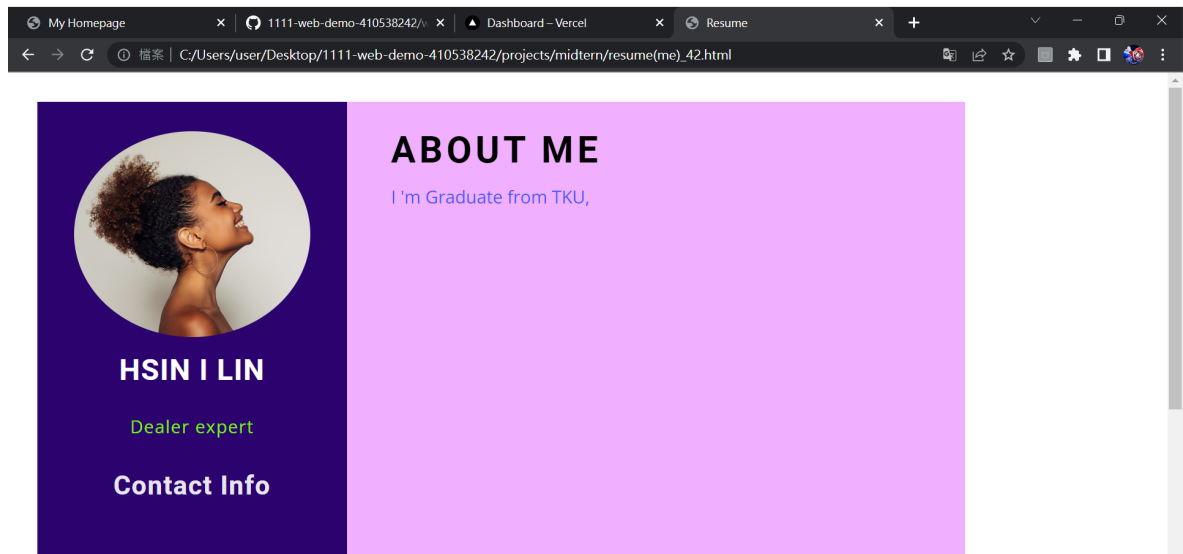 My Homepage
1111-web-demo-410538242/
Dashboard – Vercel
Resume
檔案 | C:/Users/user/Desktop/1111-web-demo-410538242/projects/midtern/resume(me)_42.html
ABOUT ME
I 'm Graduate from TKU,
HSIN I LIN
Dealer expert
Contact Info